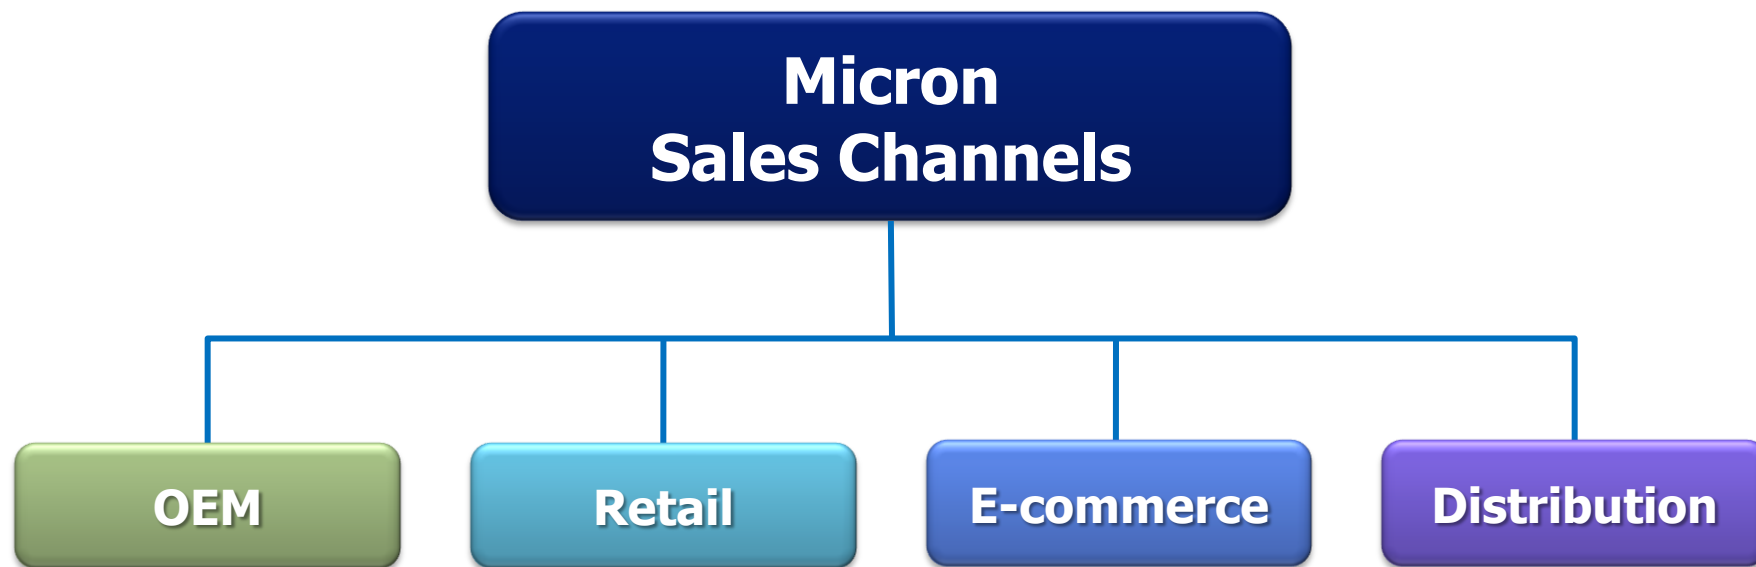 Micron
Sales Channels
OEM
Retail
E-commerce
Distribution